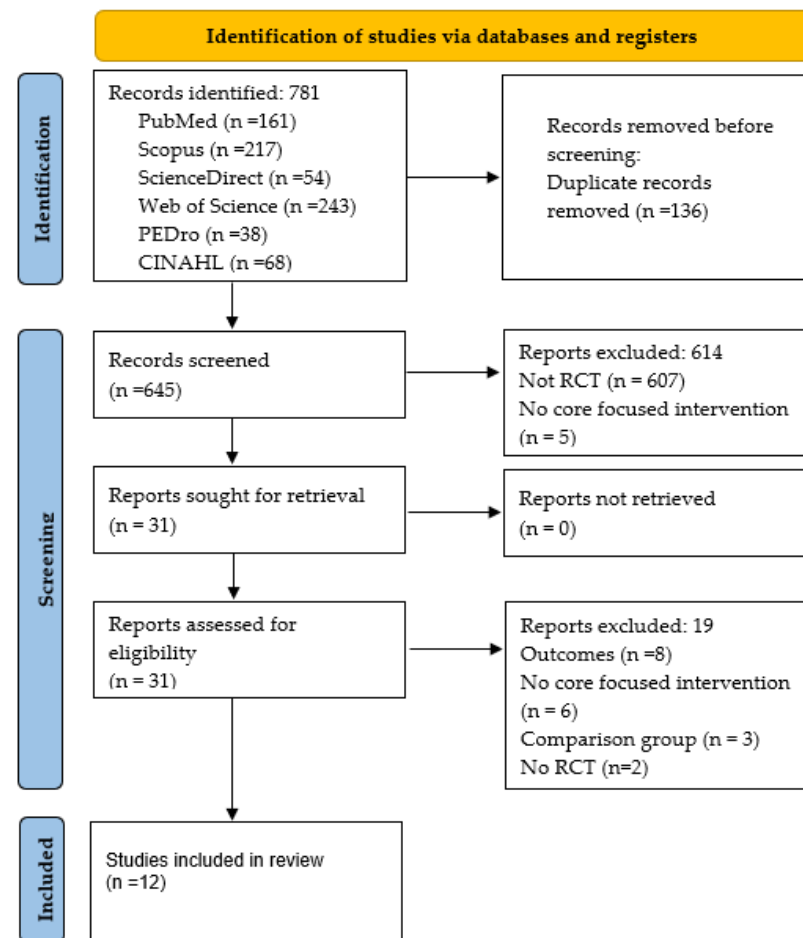 Identification of studies via databases and registers
Identification
Records identified: 781
PubMed (n =161)
Scopus (n =217)
ScienceDirect (n =54)
Web of Science (n =243)
PEDro (n =38)
CINAHL (n =68)
Records removed before
screening:
Duplicate records
removed (n =136)
Screening
Records screened
(n =645)
Reports excluded: 614
Not RCT (n = 607)
No core focused intervention
(n = 5)
Reports sought for retrieval
(n = 31)
Reports not retrieved
(n = 0)
Reports assessed for
eligibility
(n = 31)
Reports excluded: 19
Outcomes (n =8)
No core focused intervention
(n = 6)
Comparison group (n = 3)
No RCT (n=2)
Included
Studies included in review
(n =12)